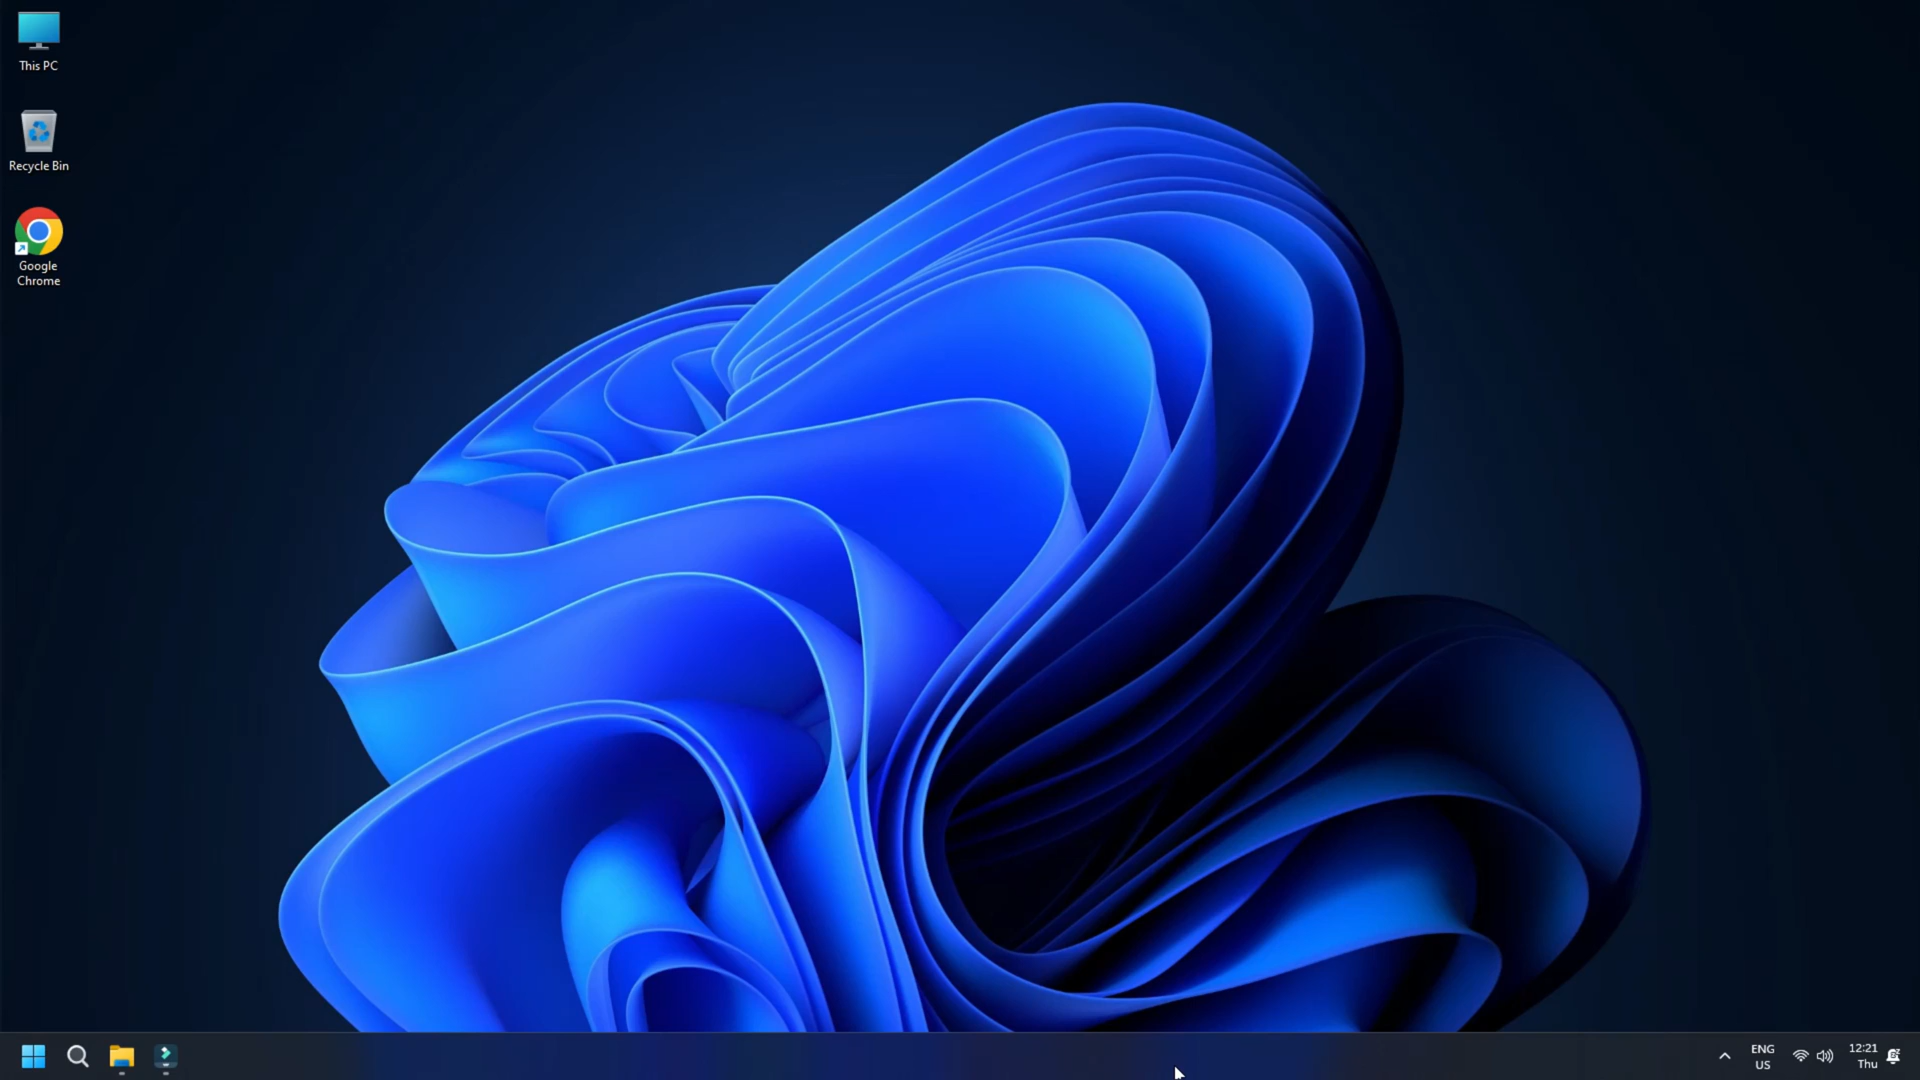 This PC
Recycle Bin
Google
Chrome
ENG
US
12:21
Thu